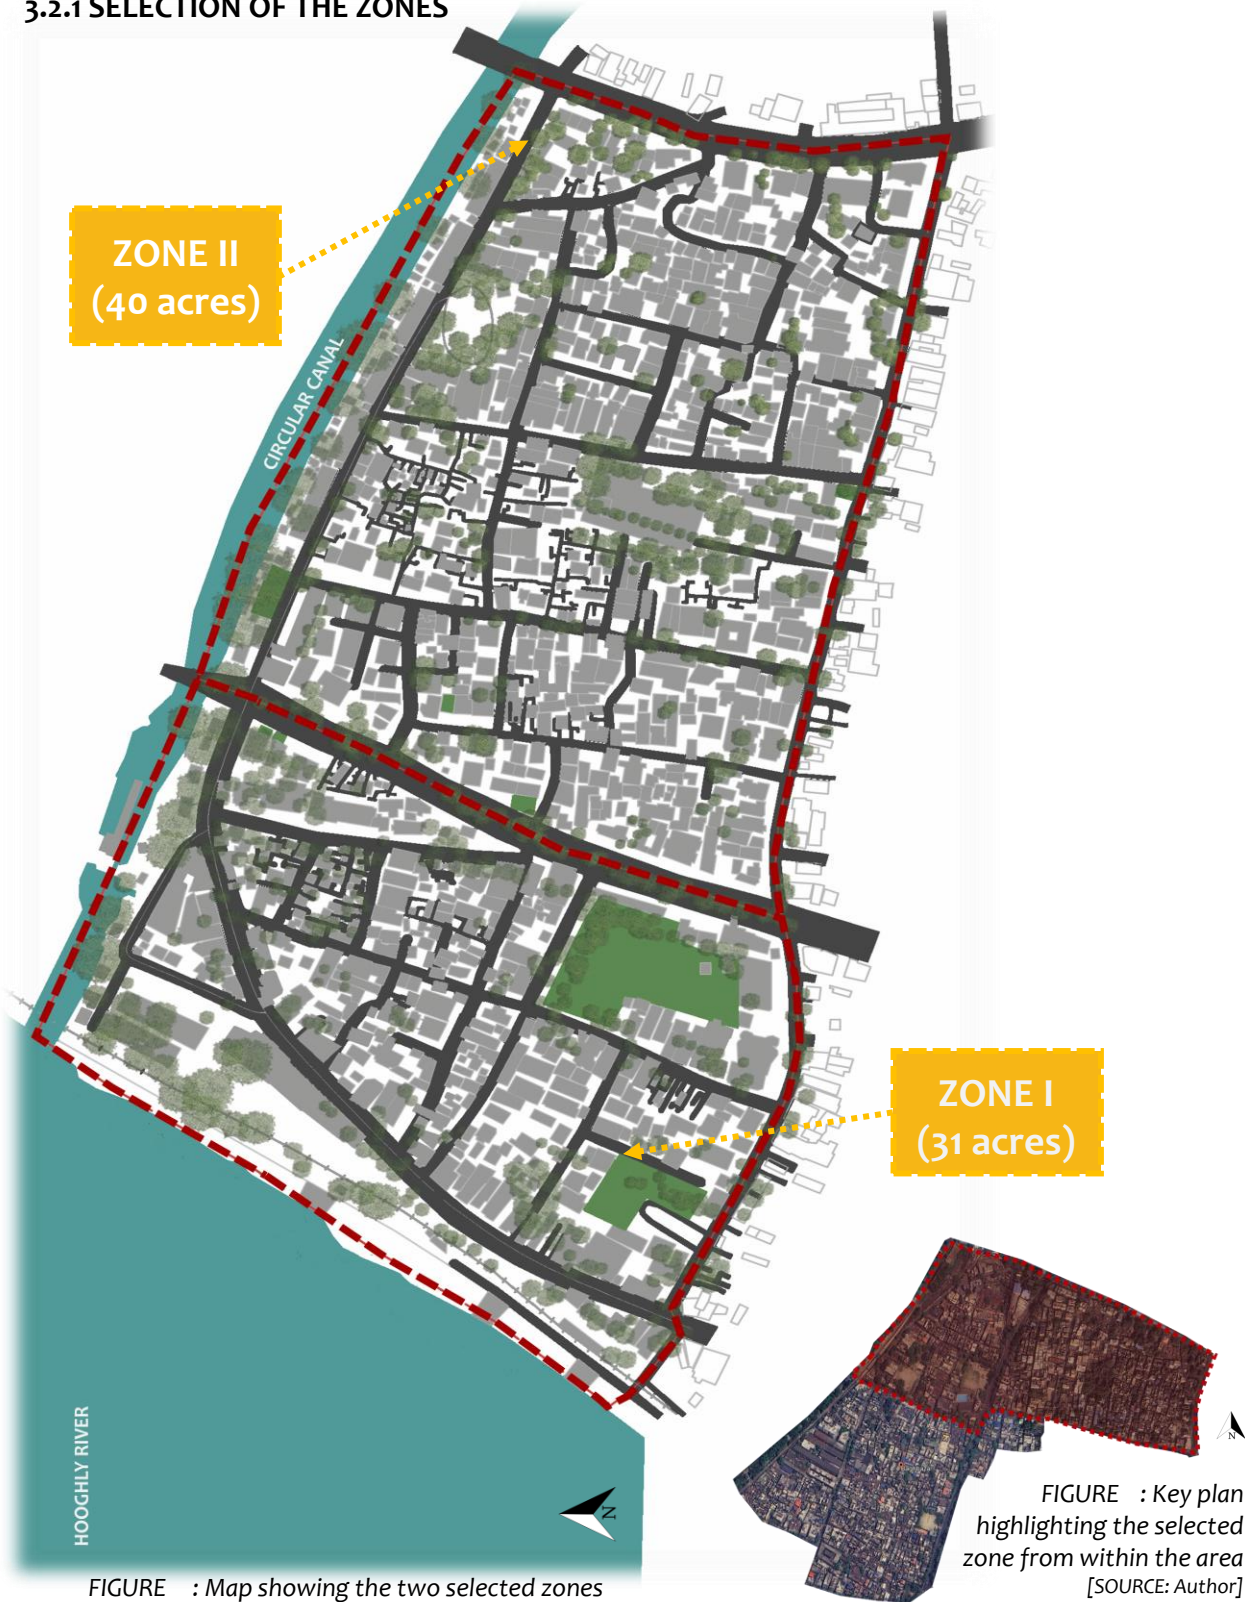 3.2.1 SELECTION OF THE ZONES
ZONE II
(40 acres)
CIRCULAR CANAL
ZONE I
(31 acres)
HOOGHLY RIVER
N
N
FIGURE : Key plan
highlighting the selected
zone from within the area
[SOURCE: Author]
FIGURE : Map showing the two selected zones